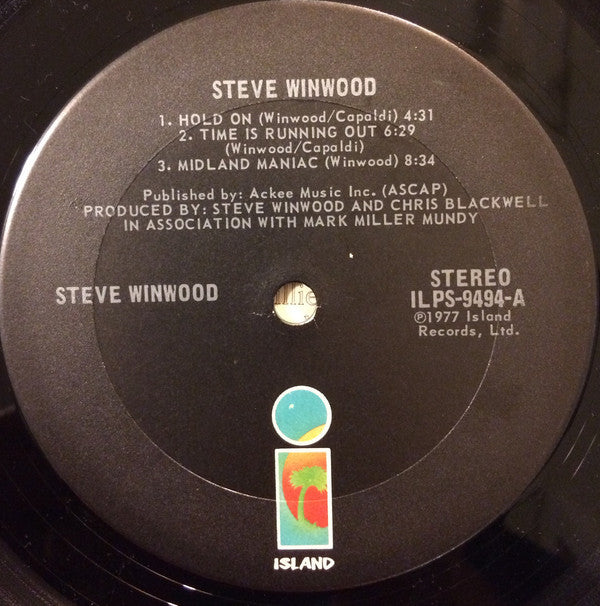 STEVE WINWOOD
1. HOLD ON (Winwood/Capaldi) 4:31
2. TIME IS RUNNING OUT 6:29
(Winwood/Capaldi)
3. MIDLAND MANIAC (Winwood) 8:34
Published by: Ackee Music Inc. (ASCAP)
PRODUCED BY: STEVE WINWOOD AND CHRIS BLACKWELL
IN ASSOCIATION WITH MARK MILLER MUNDY
STEVE WINWOOD
STEREO
ILPS-9494-A
℗1977 Island
Records, Ltd.
ISLAND